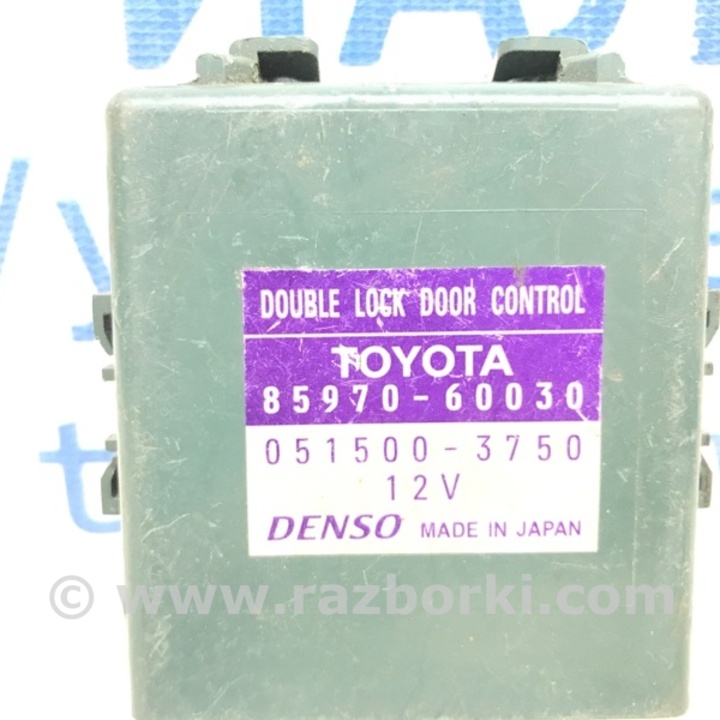 DOUBLE LOCK DOOR CONTROL
TOYOTA
85970-60030
051500-3750
12V
DENSO MADE IN JAPAN
© www.razborki.com